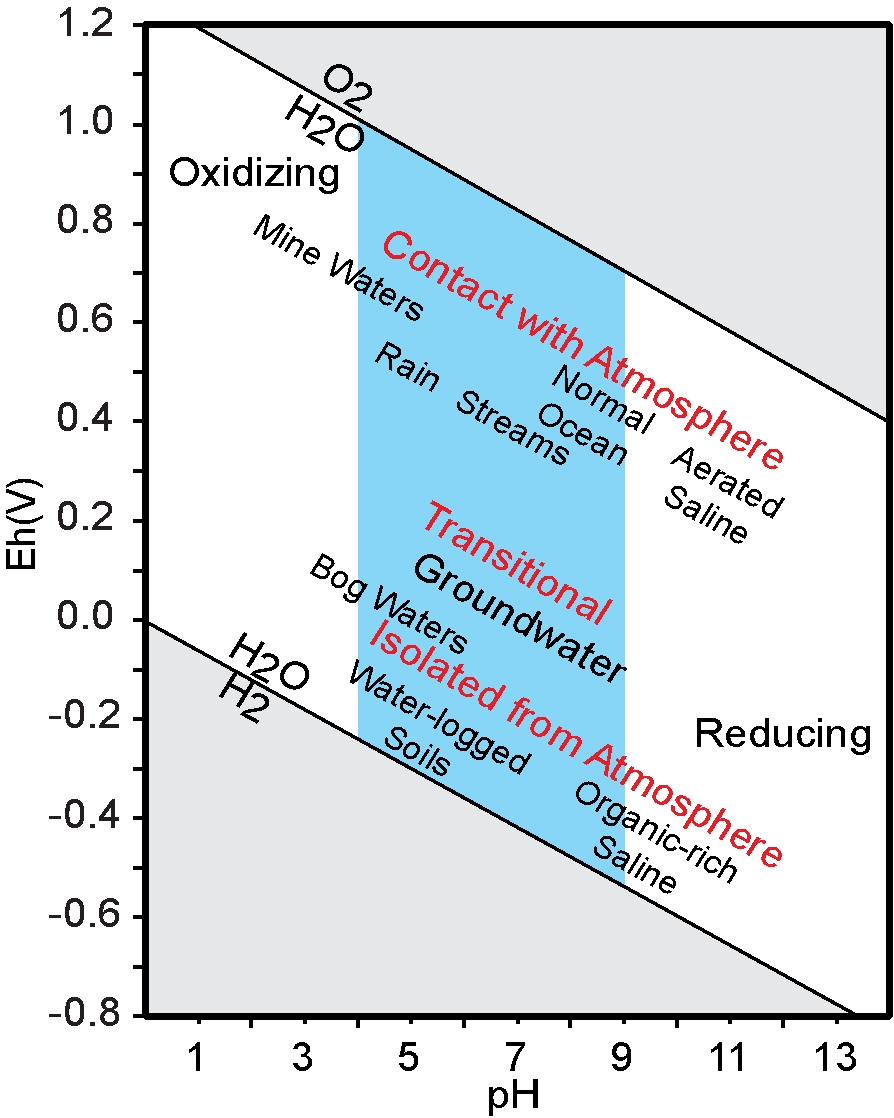 1.2
1.0
0.8
0.6
0.4
0.2
0.0
-0.2
-0.4
-0.6
-0.8
Eh(V)
O2
H2O
Oxidizing
Mine Waters
Contact with Atmosphere
Rain
Streams
Normal
Ocean
Aerated
Saline
Transitional
Groundwater
Bog Waters
Isolated from Atmosphere
Water-logged
Soils
H2O
H2
Reducing
Organic-rich
Saline
1 3 5 7 9 11 13
pH